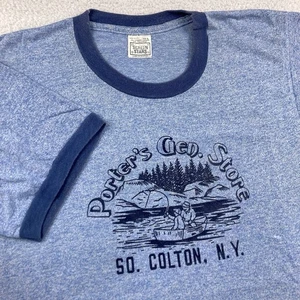 Porter's Gen. Store
SO. COLTON, N.Y.